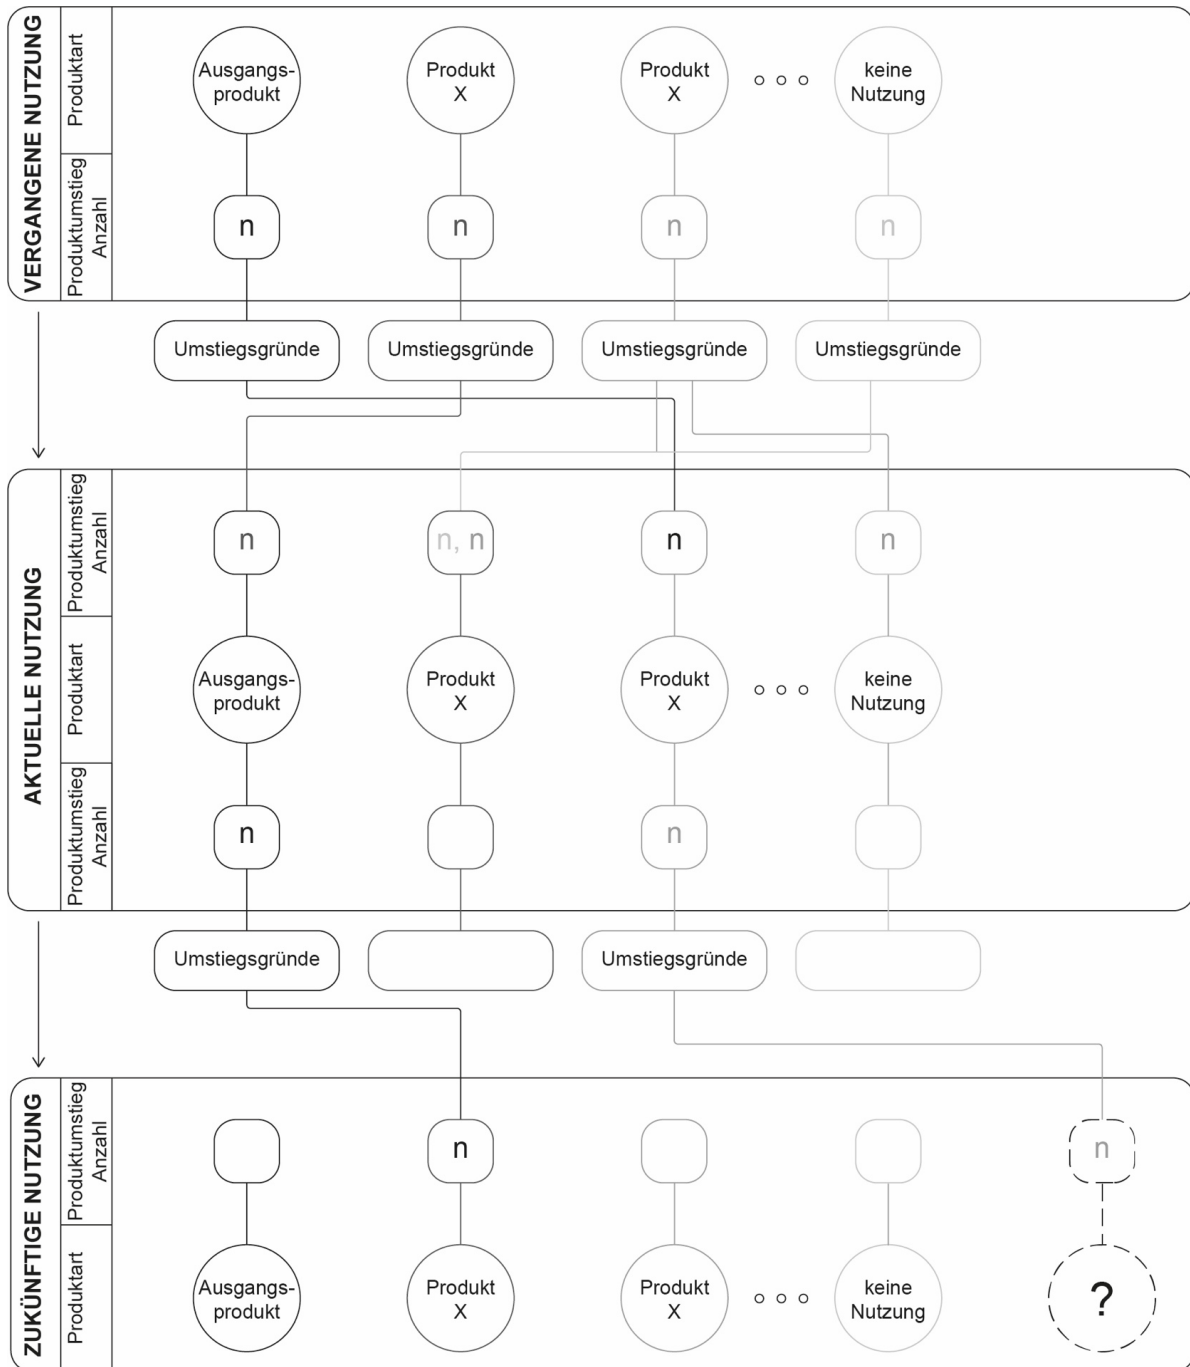 VERGANGENE NUTZUNG
Produktart
Ausgangs-
produkt
Produkt
X
Produkt
X
keine
Nutzung
Produktumstieg
Anzahl
n
n
n
n
Umstiegsgründe
Umstiegsgründe
Umstiegsgründe
Umstiegsgründe
AKTUELLE NUTZUNG
Produktumstieg
Anzahl
n
n, n
n
n
Produktart
Ausgangs-
produkt
Produkt
X
Produkt
X
keine
Nutzung
Produktumstieg
Anzahl
n
n
Umstiegsgründe
Umstiegsgründe
ZUKÜNFTIGE NUTZUNG
Produktumstieg
Anzahl
n
n
Produktart
Ausgangs-
produkt
Produkt
X
Produkt
X
keine
Nutzung
?